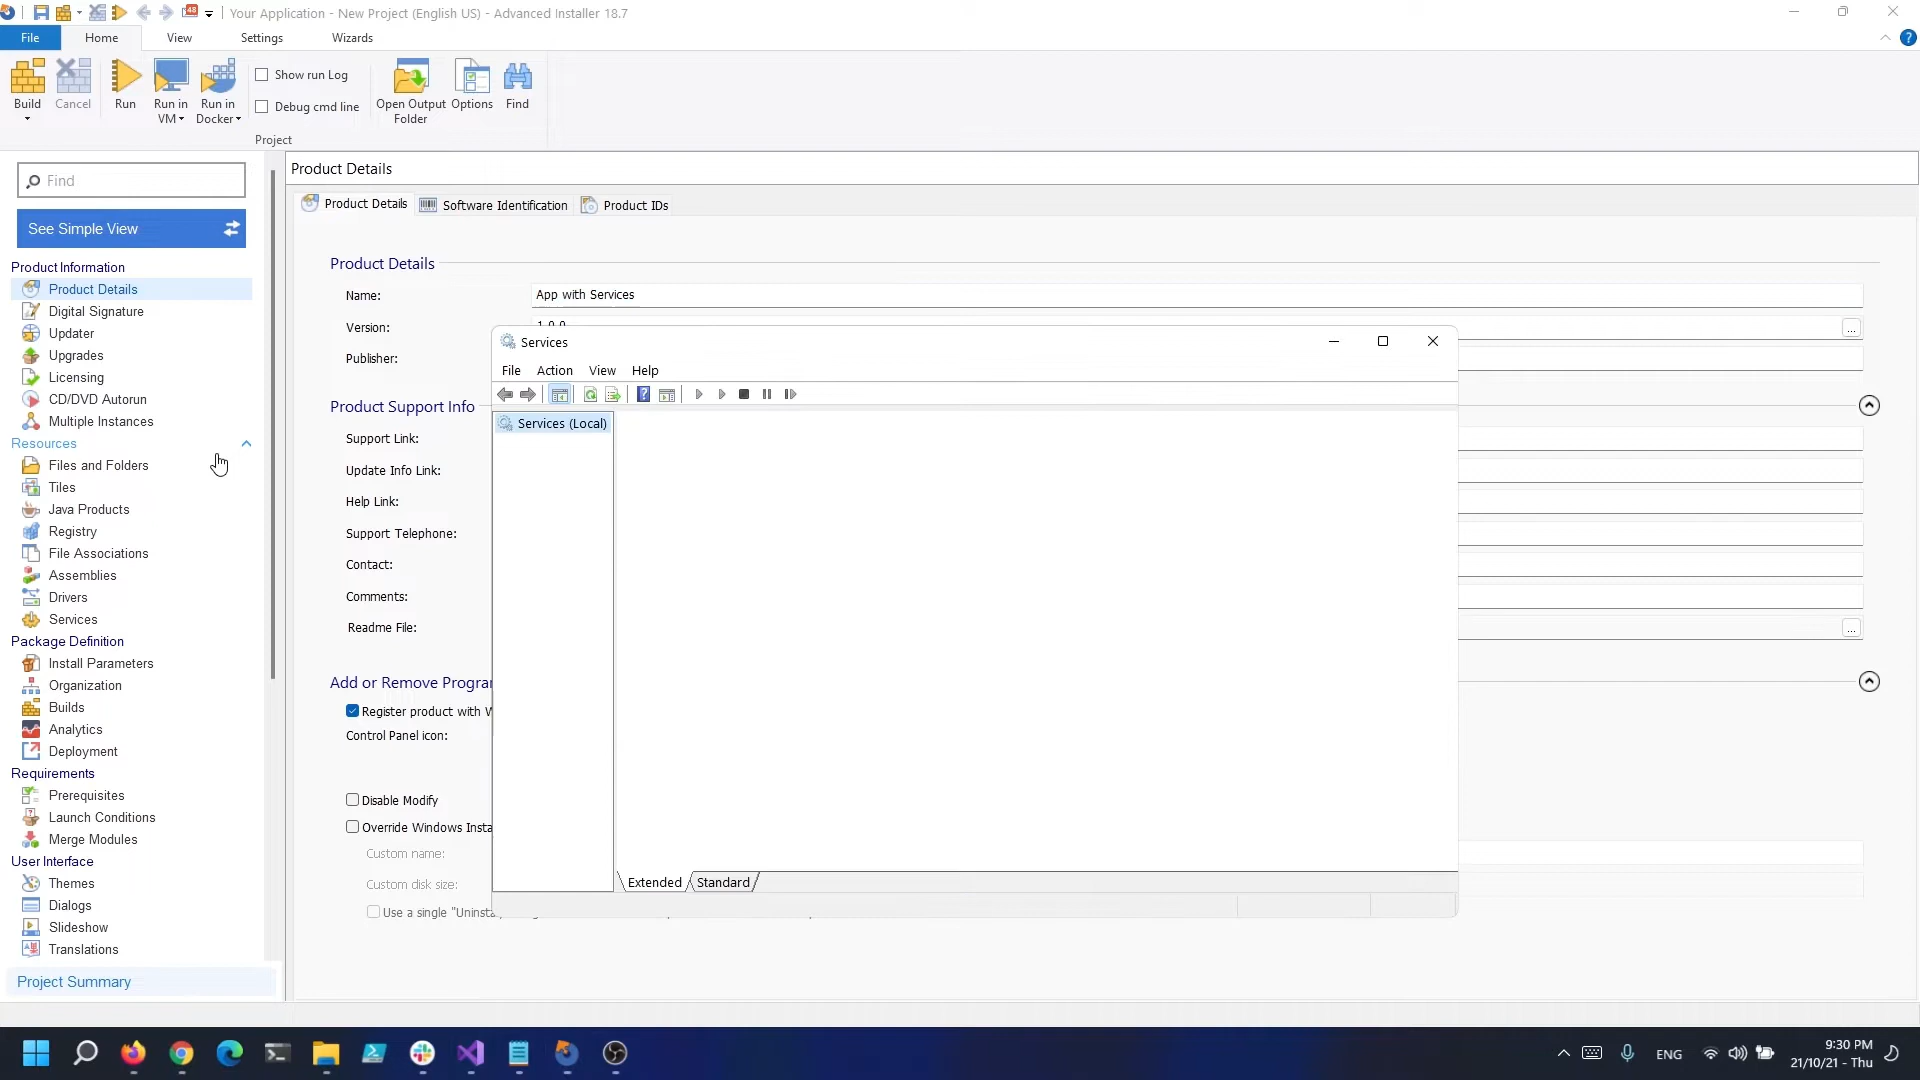 48
Your Application - New Project (English US) - Advanced Installer 18.7
File
Home
View
Settings
Wizards
Build
Cancel
Run
Run in
VM
Run in
Docker
Show run Log
Debug cmd line
Open Output
Folder
Options
Find
Project
Find
See Simple View
Product Information
Product Details
Digital Signature
Updater
Upgrades
Licensing
CD/DVD Autorun
Multiple Instances
Resources
Files and Folders
Tiles
Java Products
Registry
File Associations
Assemblies
Drivers
Services
Package Definition
Install Parameters
Organization
Builds
Analytics
Deployment
Requirements
Prerequisites
Launch Conditions
Merge Modules
User Interface
Themes
Dialogs
Slideshow
Translations
Project Summary
Product Details
Product Details
Software Identification
Product IDs
Product Details
Name:
App with Services
Version:
1.0.0
...
Publisher:
Product Support Info
Support Link:
Update Info Link:
Help Link:
Support Telephone:
Contact:
Comments:
Readme File:
...
Add or Remove Progra
Register product with W
Control Panel icon:
Disable Modify
Override Windows Insta
Custom name:
Custom disk size:
Use a single "Uninsta
Services
File
Action
View
Help
Services (Local)
Extended
Standard
ENG
9:30 PM
21/10/21 - Thu